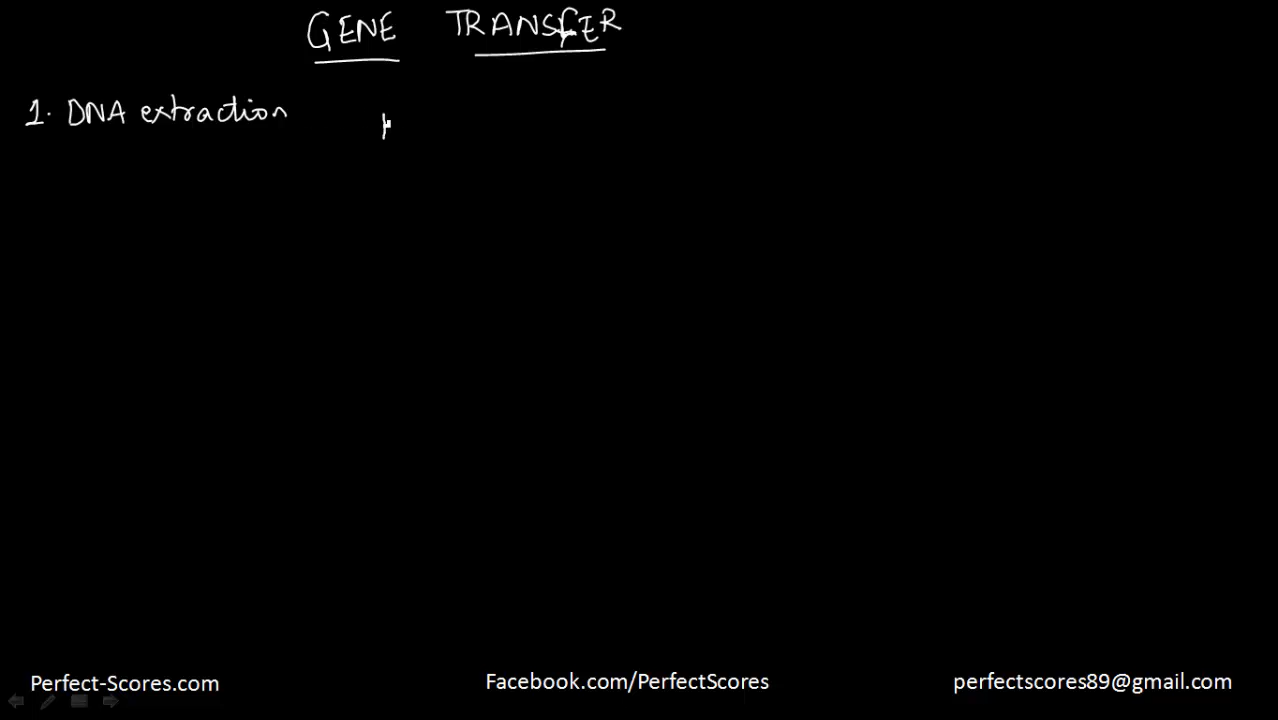 GENE TRANSFER
1. DNA extraction
Perfect-Scores.com
Facebook.com/PerfectScores
perfectscores89@gmail.com